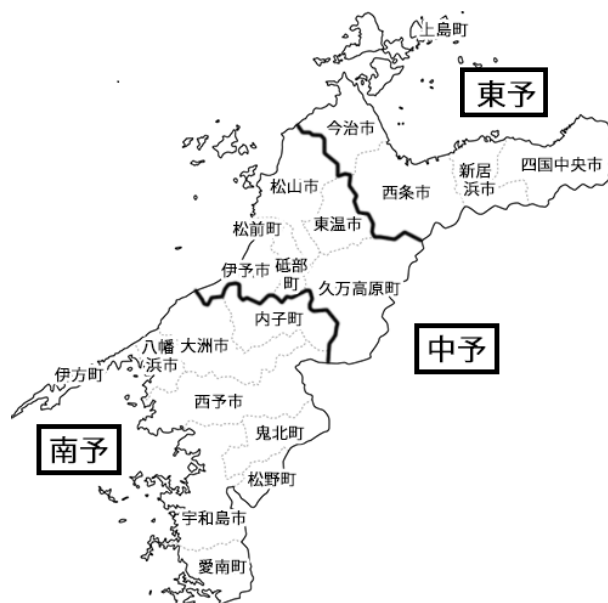 上島町
東予
今治市
四国中央市
新居
浜市
西条市
松山市
東温市
松前町
砥部
町
伊予市
久万高原町
内子町
中予
八幡
浜市
大洲市
伊方町
西予市
南予
鬼北町
松野町
宇和島市
愛南町